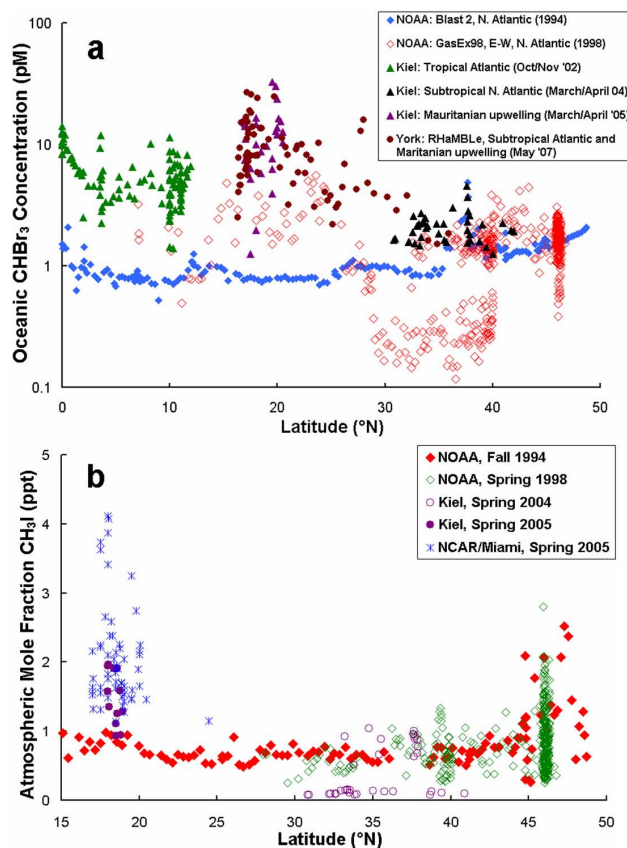 a
NOAA: Blast 2, N. Atlantic (1994)
NOAA: GasEx98, E-W, N. Atlantic (1998)
Kiel: Tropical Atlantic (Oct/Nov '02)
Kiel: Subtropical N. Atlantic (March/April 04)
Kiel: Mauritanian upwelling (March/April '05)
York: RHaMBLe, Subtropical Atlantic and
Maritanian upwelling (May '07)
Oceanic CHBr₃ Concentration (pM)
100
10
1
0.1
0
10
20
30
40
50
Latitude (°N)
b
NOAA, Fall 1994
NOAA, Spring 1998
Kiel, Spring 2004
Kiel, Spring 2005
NCAR/Miami, Spring 2005
Atmospheric Mole Fraction CH₃I (ppt)
5
4
3
2
1
0
15
20
25
30
35
40
45
50
Latitude (°N)